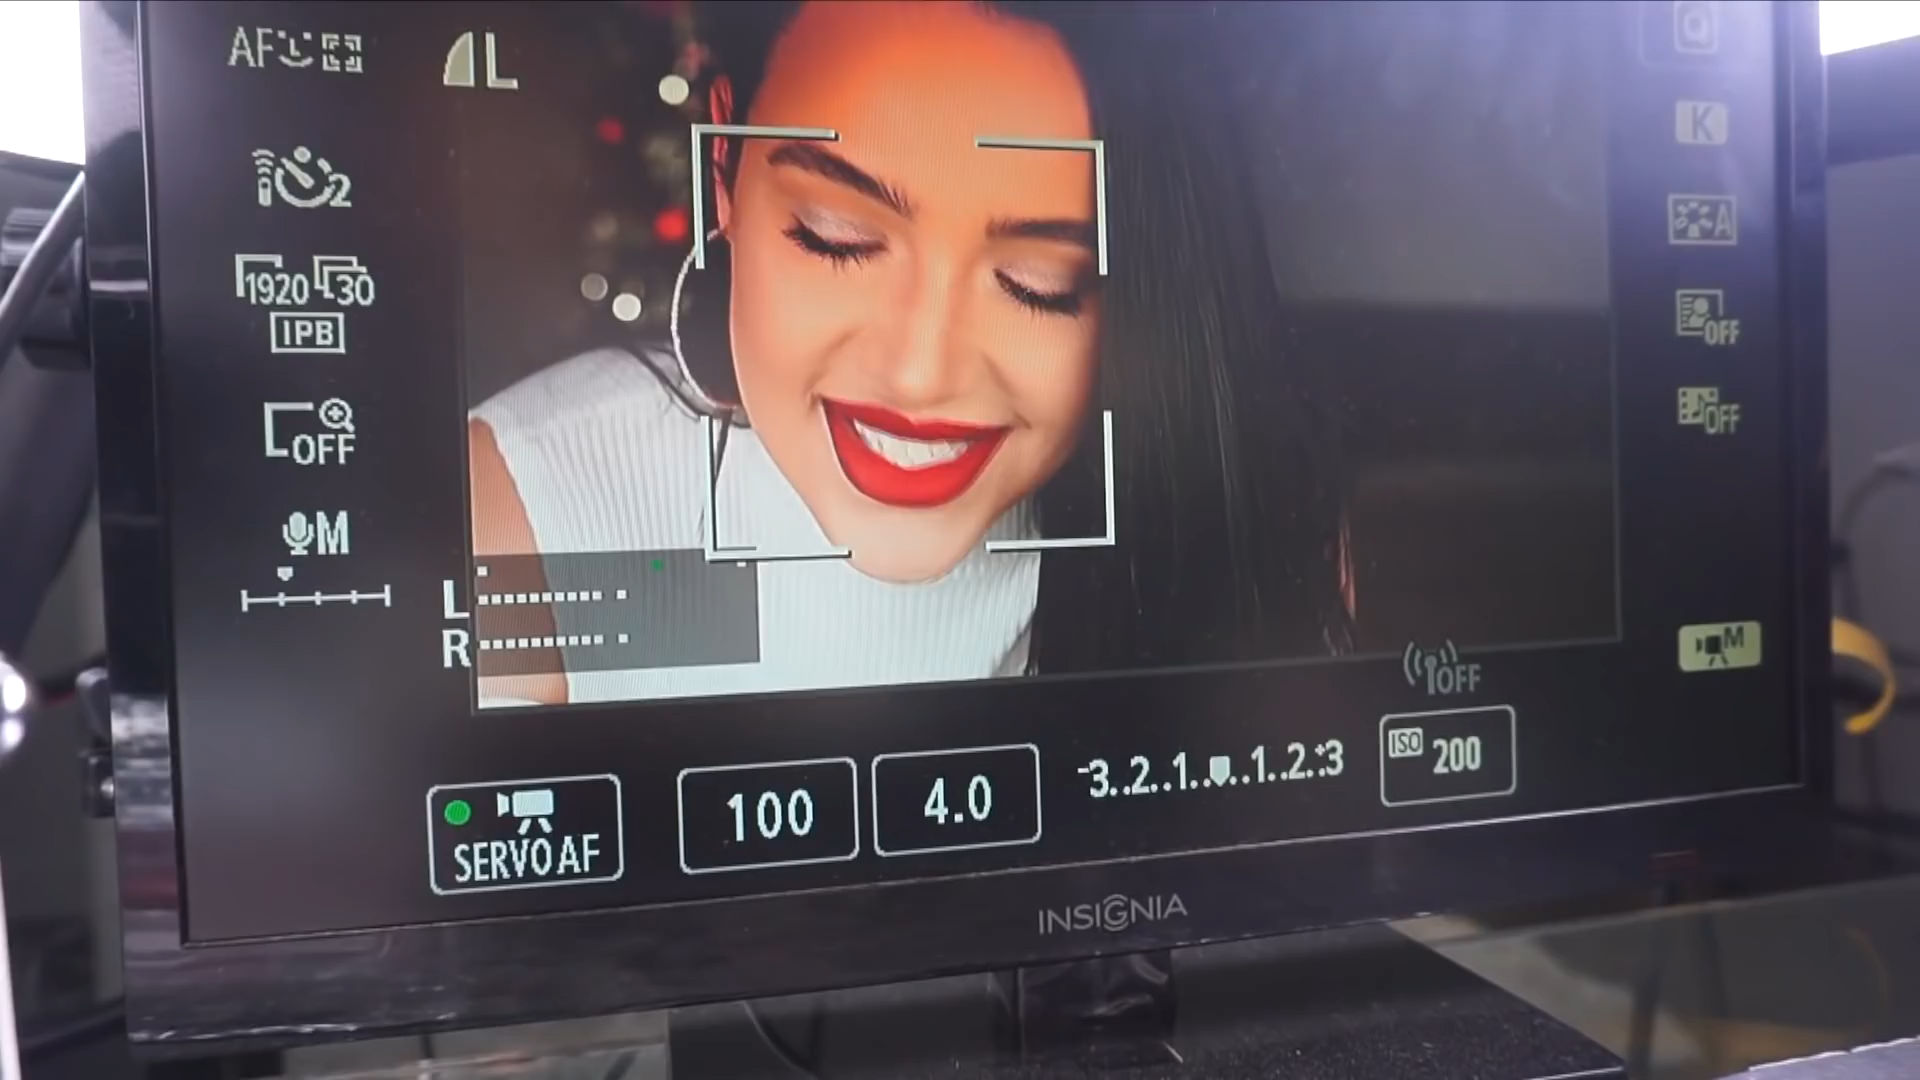 AF
L
Q
2
K
A
1920 30
IPB
OFF
OFF
OFF
M
L
R
M
OFF
SERVO AF
100
4.0
-3..2..1....1..2..+3
ISO 200
INSIGNIA